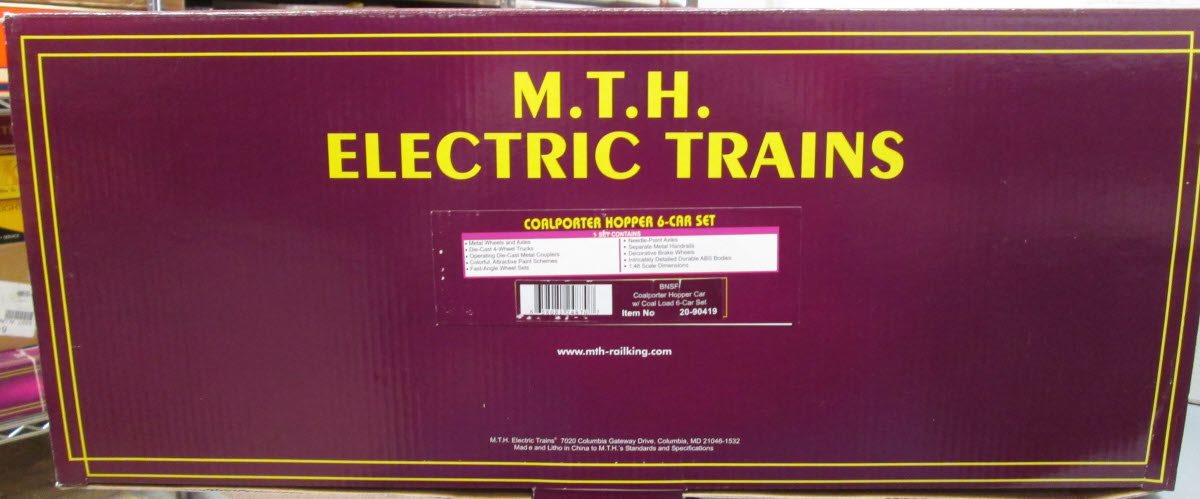 M.T.H.
ELECTRIC TRAINS
COALPORTER HOPPER 6-CAR SET
SET CONTAINS
• Metal Wheels and Axles
• Die-Cast 4-Wheel Trucks
• Operating Die-Cast Metal Couplers
• Colorful, Attractive Paint Schemes
• Fast-Angle Wheel Sets
• Needle-Point Axles
• Separate Metal Handrails
• Decorative Brake Wheels
• Intricately Detailed Durable ABS Bodies
• 1:48 Scale Dimensions
BNSF
Coalporter Hopper Car
w/ Coal Load 6-Car Set
Item No 20-90419
www.mth-railking.com
M.T.H. Electric Trains® 7020 Columbia Gateway Drive, Columbia, MD 21046-1532
Made and Litho in China to M.T.H.'s Standards and Specifications